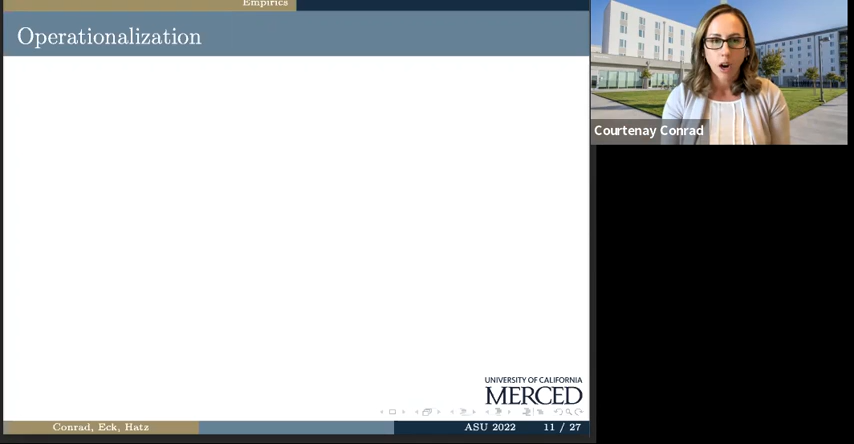 Empirics
Operationalization
Courtenay Conrad
UNIVERSITY OF CALIFORNIA
MERCED
Conrad, Eck, Hatz
ASU 2022
11 / 27